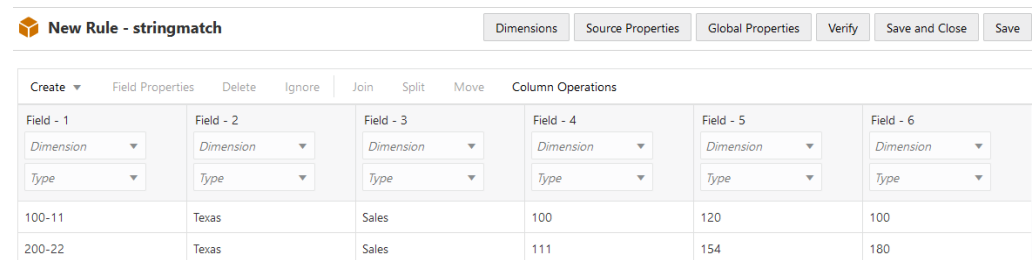 New Rule - stringmatch Dimensions Source Properties Global Properties Verify Save and Close Save
Create Field Properties Delete Ignore Join Split Move Column Operations
Field - 1 Field - 2 Field - 3 Field - 4 Field - 5 Field - 6
Dimension Dimension Dimension Dimension Dimension Dimension
Type Type Type Type Type Type
100-11 Texas Sales 100 120 100
200-22 Texas Sales 111 154 180